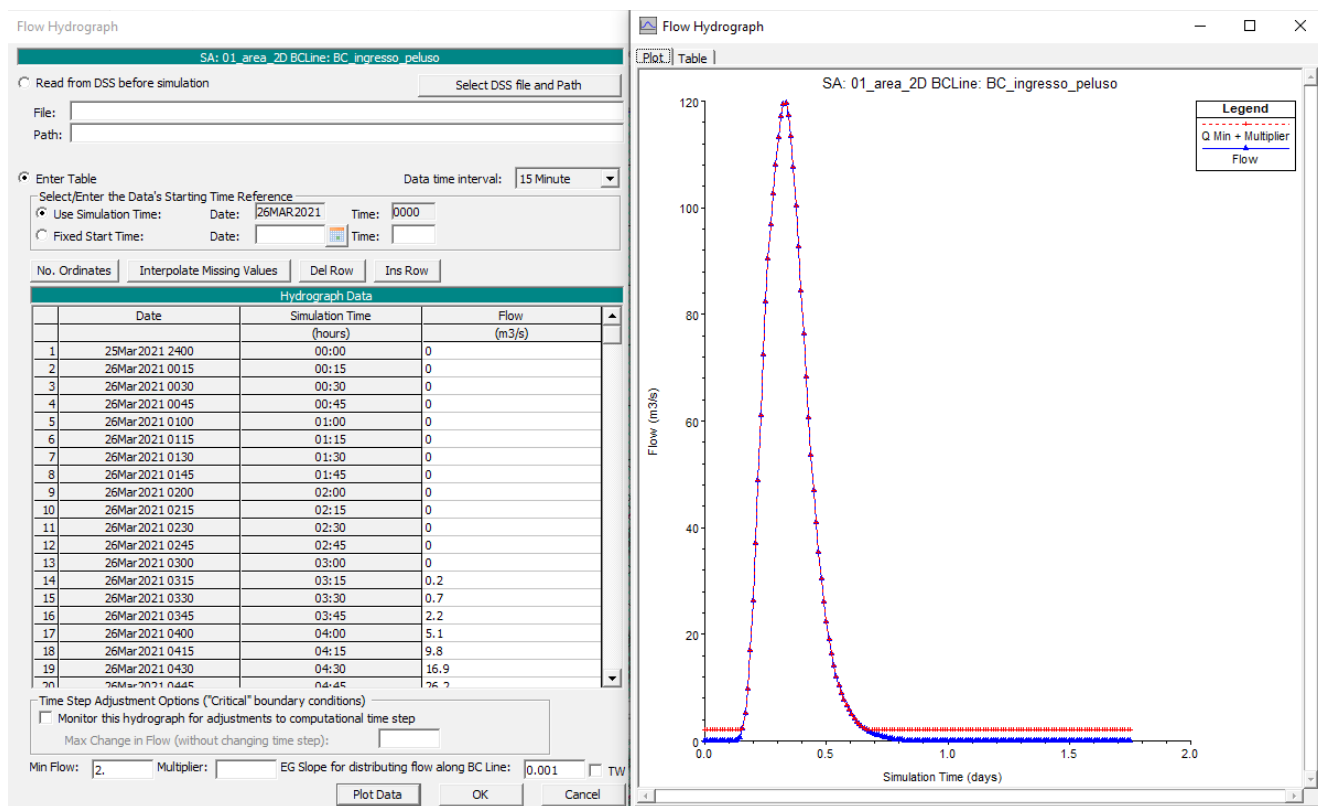 Flow Hydrograph
SA: 01_area_2D BCLine: BC_ingresso_peluso
Read from DSS before simulation
Select DSS file and Path
File:
Path:
Enter Table
Data time interval: 15 Minute
Select/Enter the Data's Starting Time Reference
Use Simulation Time: Date: 26MAR2021 Time: 0000
Fixed Start Time: Date: Time:
No. Ordinates Interpolate Missing Values Del Row Ins Row
Hydrograph Data
Date Simulation Time Flow
(hours) (m3/s)
1 25Mar2021 2400 00:00 0
2 26Mar2021 0015 00:15 0
3 26Mar2021 0030 00:30 0
4 26Mar2021 0045 00:45 0
5 26Mar2021 0100 01:00 0
6 26Mar2021 0115 01:15 0
7 26Mar2021 0130 01:30 0
8 26Mar2021 0145 01:45 0
9 26Mar2021 0200 02:00 0
10 26Mar2021 0215 02:15 0
11 26Mar2021 0230 02:30 0
12 26Mar2021 0245 02:45 0
13 26Mar2021 0300 03:00 0
14 26Mar2021 0315 03:15 0.2
15 26Mar2021 0330 03:30 0.7
16 26Mar2021 0345 03:45 2.2
17 26Mar2021 0400 04:00 5.1
18 26Mar2021 0415 04:15 9.8
19 26Mar2021 0430 04:30 16.9
20 26Mar2021 0445 04:45 26.2
Time Step Adjustment Options ("Critical" boundary conditions)
Monitor this hydrograph for adjustments to computational time step
Max Change in Flow (without changing time step):
Min Flow: 2. Multiplier: EG Slope for distributing flow along BC Line: 0.001 TW
Plot Data OK Cancel
Flow Hydrograph
Plot Table
SA: 01_area_2D BCLine: BC_ingresso_peluso
Legend
Q Min + Multiplier
Flow
120
100
80
60
40
20
0
Flow (m3/s)
0.0 0.5 1.0 1.5 2.0
Simulation Time (days)